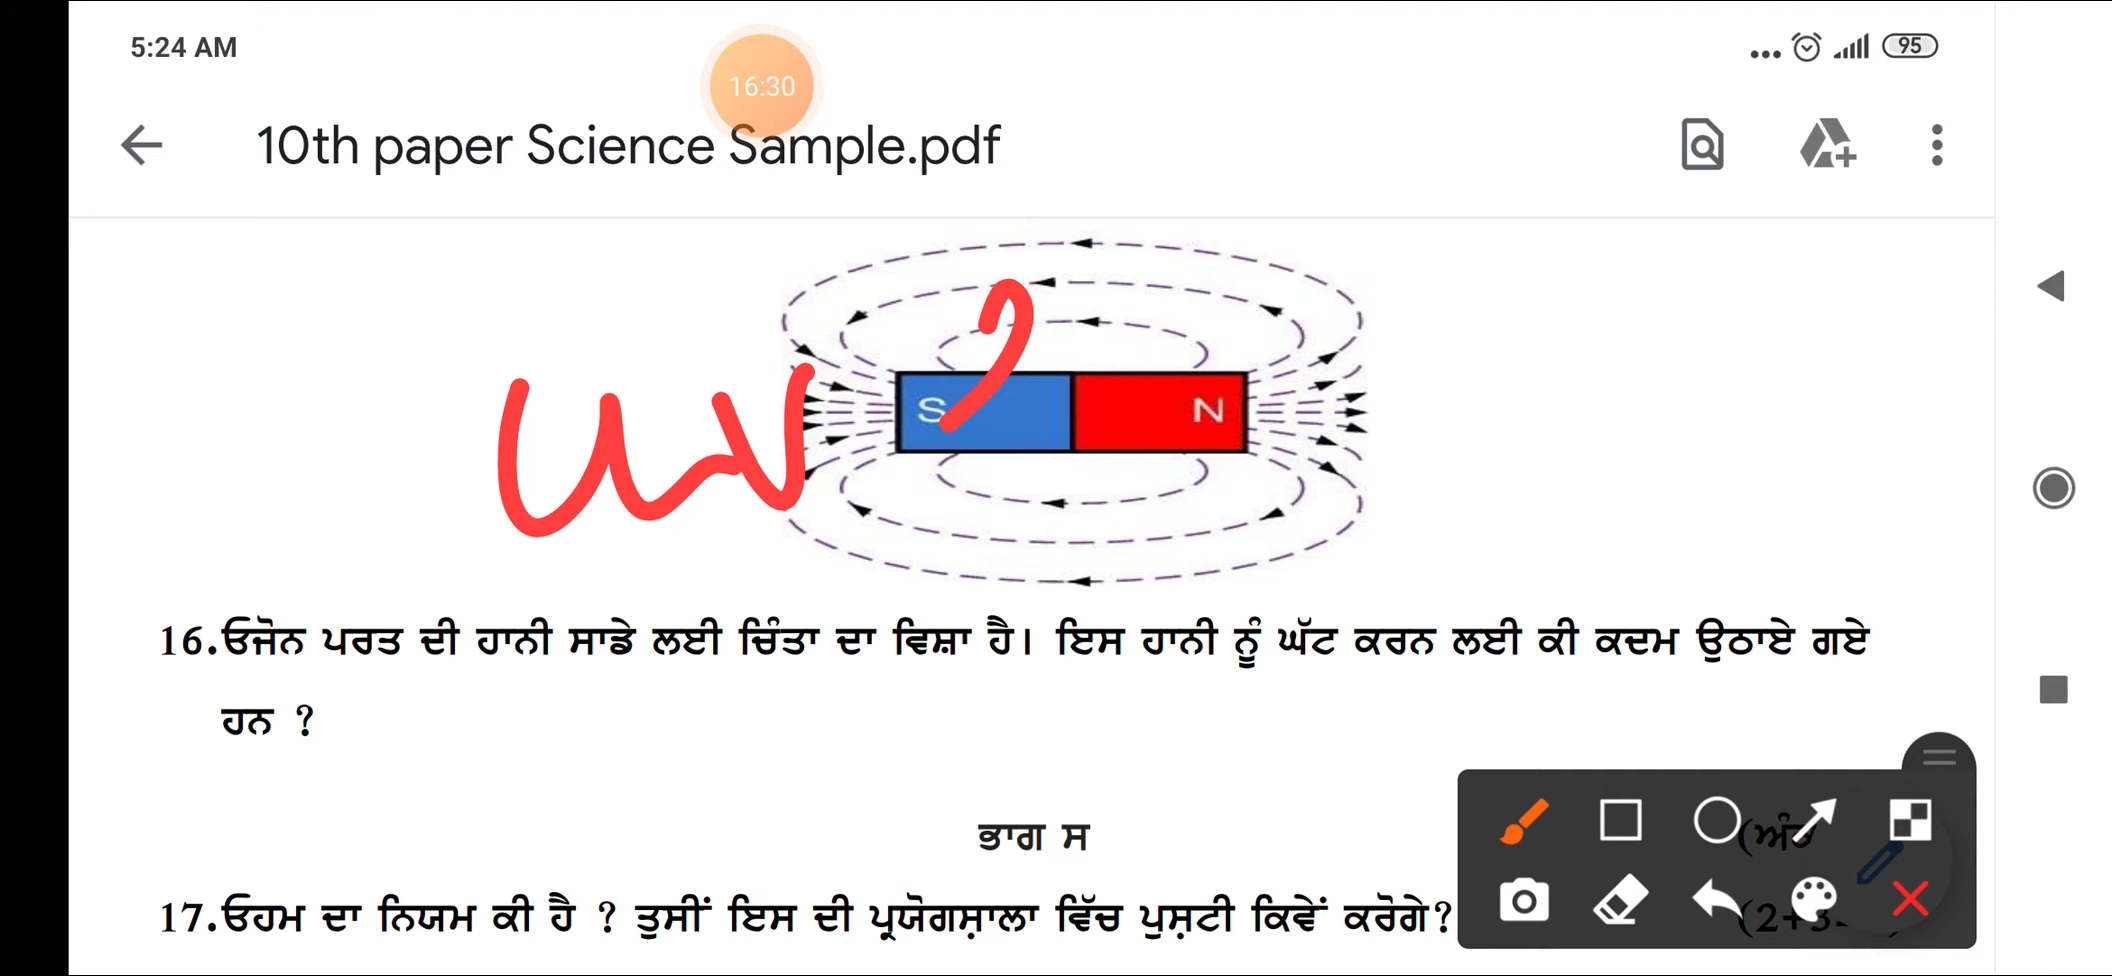 5:24 AM
16:30
95
10th paper Science Sample.pdf
S
N
16.ਓਜੋਨ ਪਰਤ ਦੀ ਹਾਨੀ ਸਾਡੇ ਲਈ ਚਿੰਤਾ ਦਾ ਵਿਸ਼ਾ ਹੈ। ਇਸ ਹਾਨੀ ਨੂੰ ਘੱਟ ਕਰਨ ਲਈ ਕੀ ਕਦਮ ਉਠਾਏ ਗਏ
ਹਨ ?
ਭਾਗ ਸ
17.ਓਹਮ ਦਾ ਨਿਯਮ ਕੀ ਹੈ ? ਤੁਸੀਂ ਇਸ ਦੀ ਪ੍ਰਯੋਗਸ਼ਾਲਾ ਵਿੱਚ ਪੁਸ਼ਟੀ ਕਿਵੇਂ ਕਰੋਗੇ?